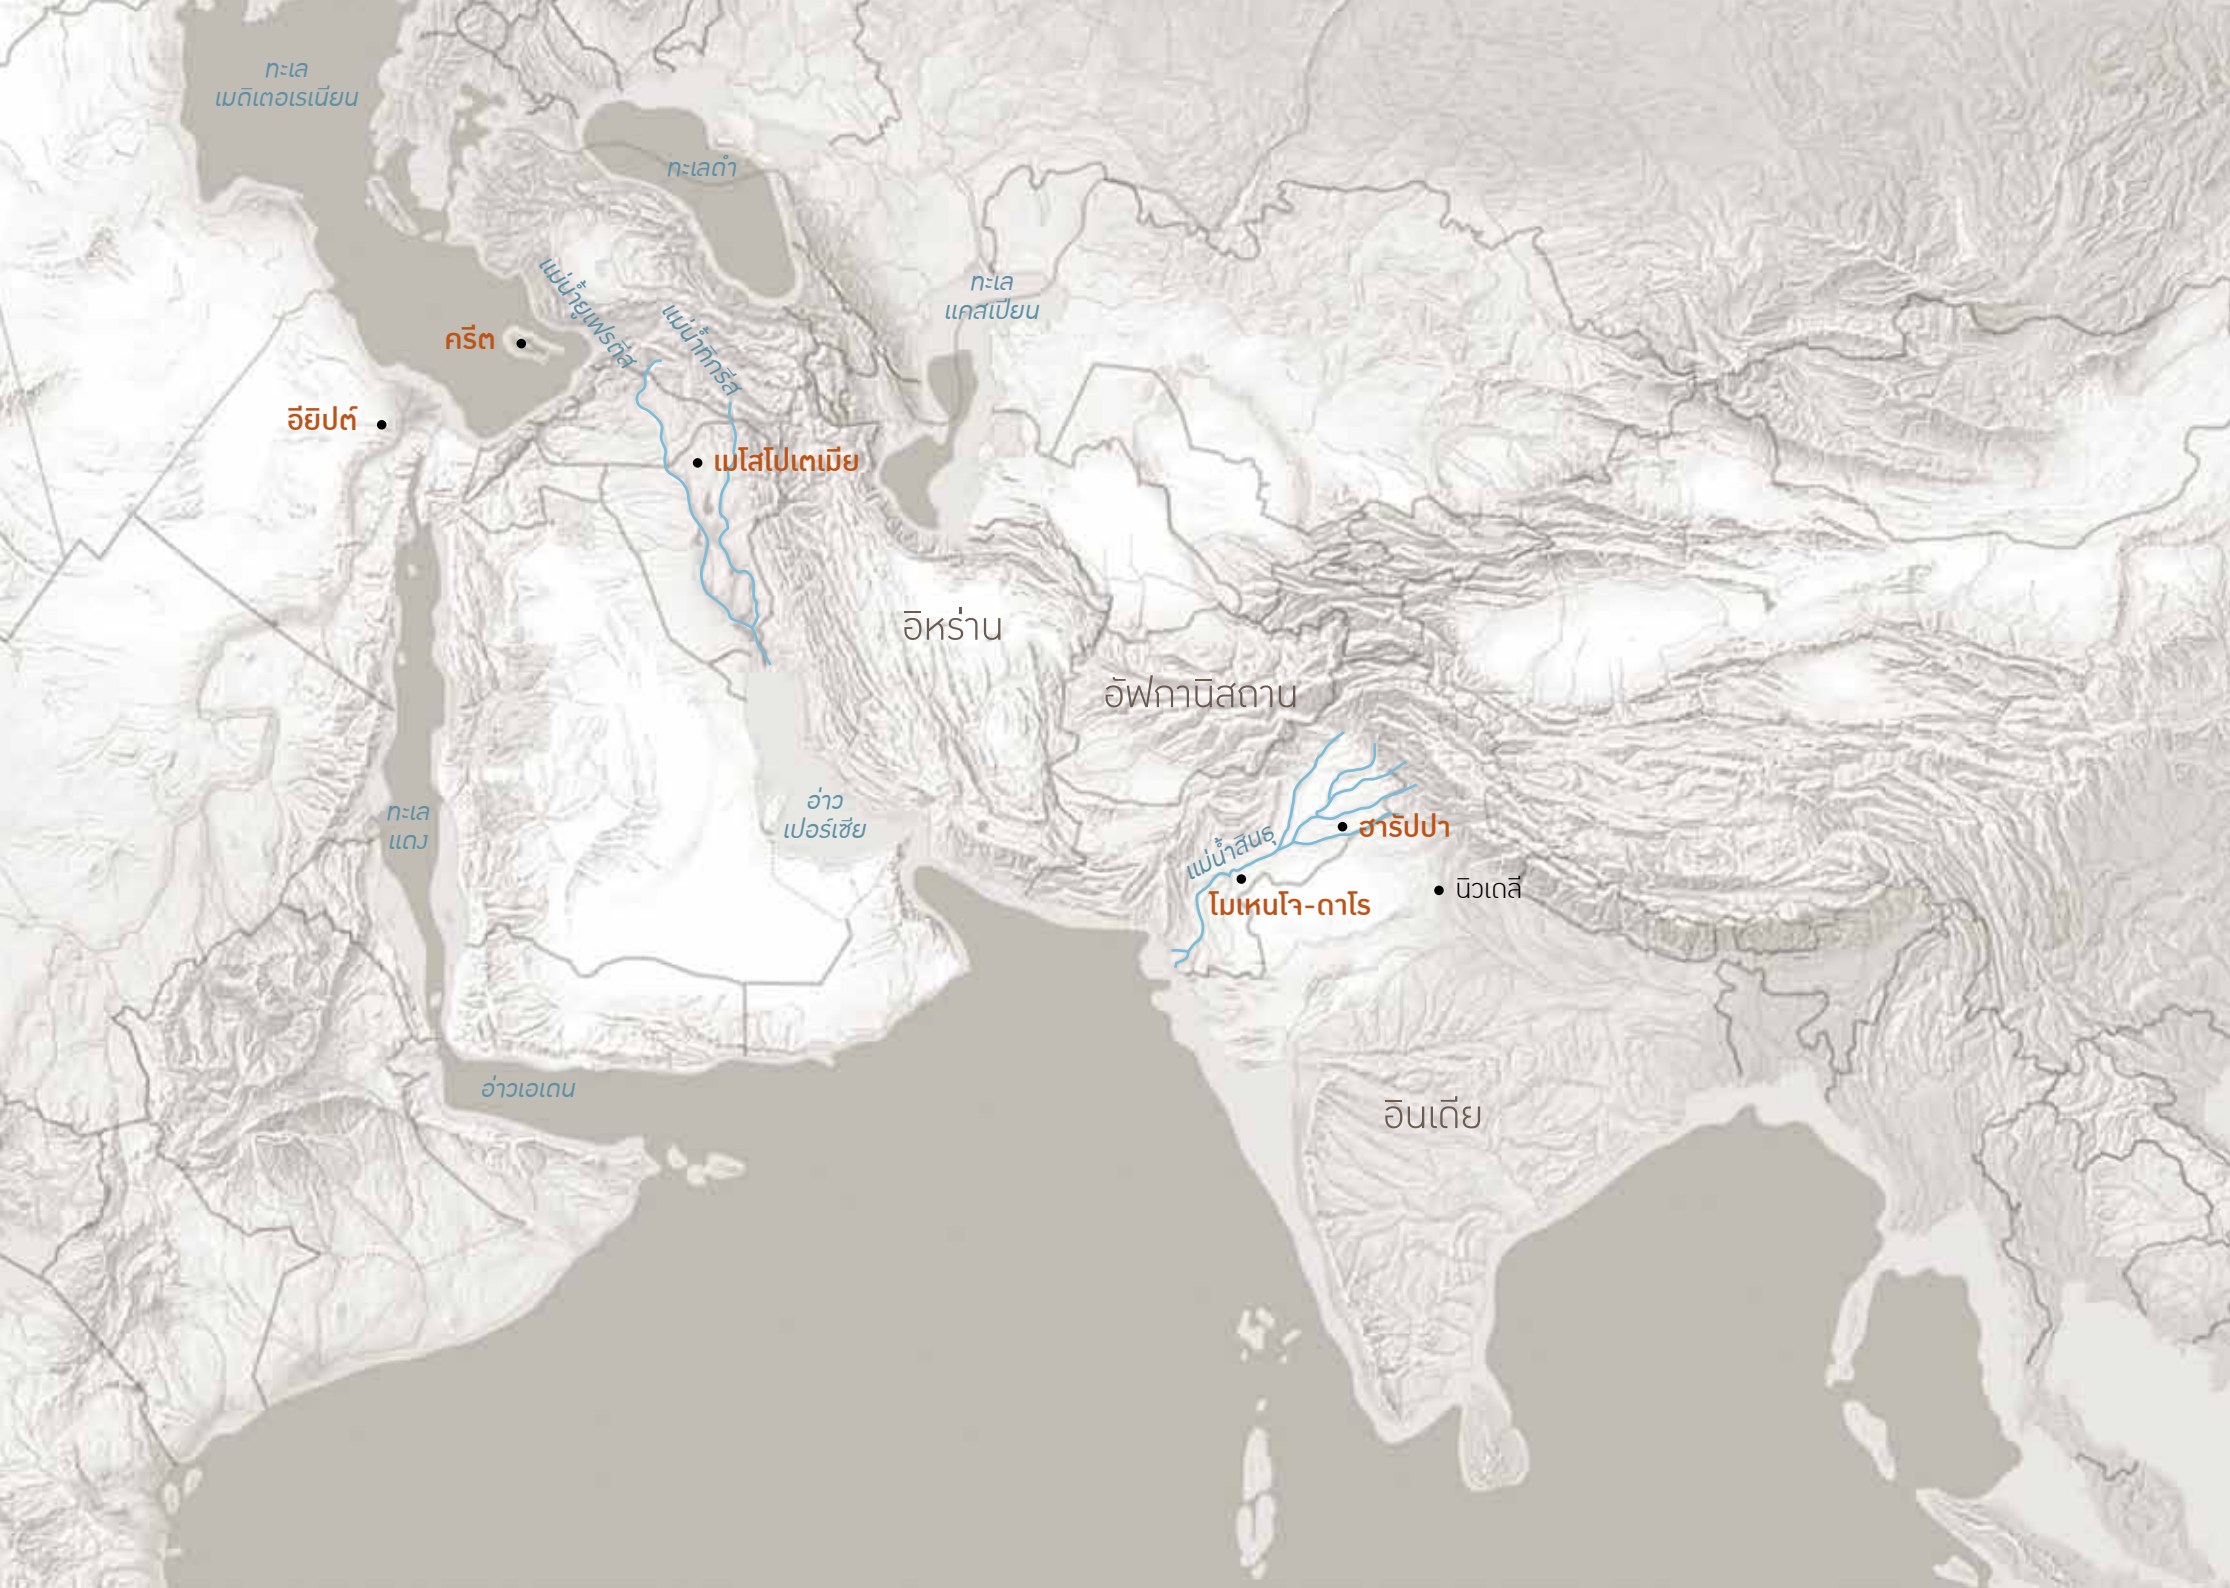 ทะเล
เมดิเตอเรเนียน
ทะเลดำ
ทะเล
แคสเปียน
แม่น้ำยูเฟรตีส
แม่น้ำทิกรีส
ครีต
อียิปต์
เมโสโปเตเมีย
อิหร่าน
อัฟกานิสถาน
ทะเล
แดง
อ่าว
เปอร์เซีย
แม่น้ำสินธุ
ฮารัปปา
โมเหนโจ-ดาโร
นิวเดลี
อ่าวเอเดน
อินเดีย